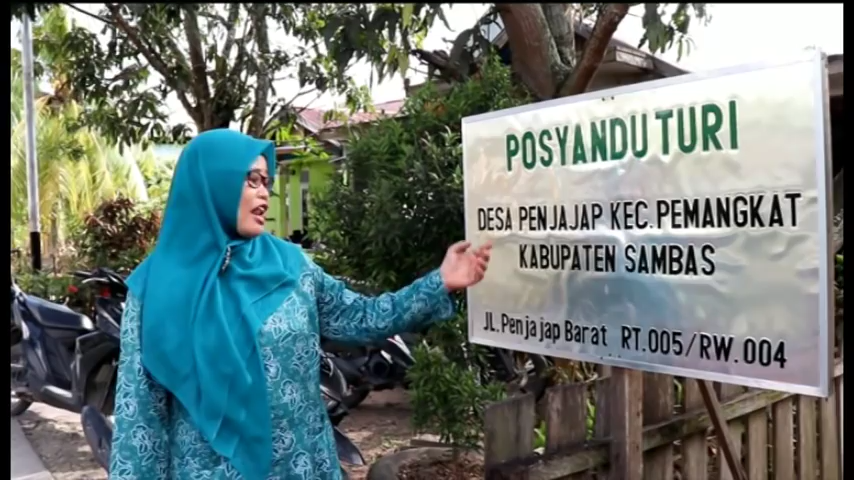 POSYANDU TURI
DESA PENJAJAP KEC.PEMANGKAT
KABUPATEN SAMBAS
JL.Penjajap Barat RT.005/RW.004